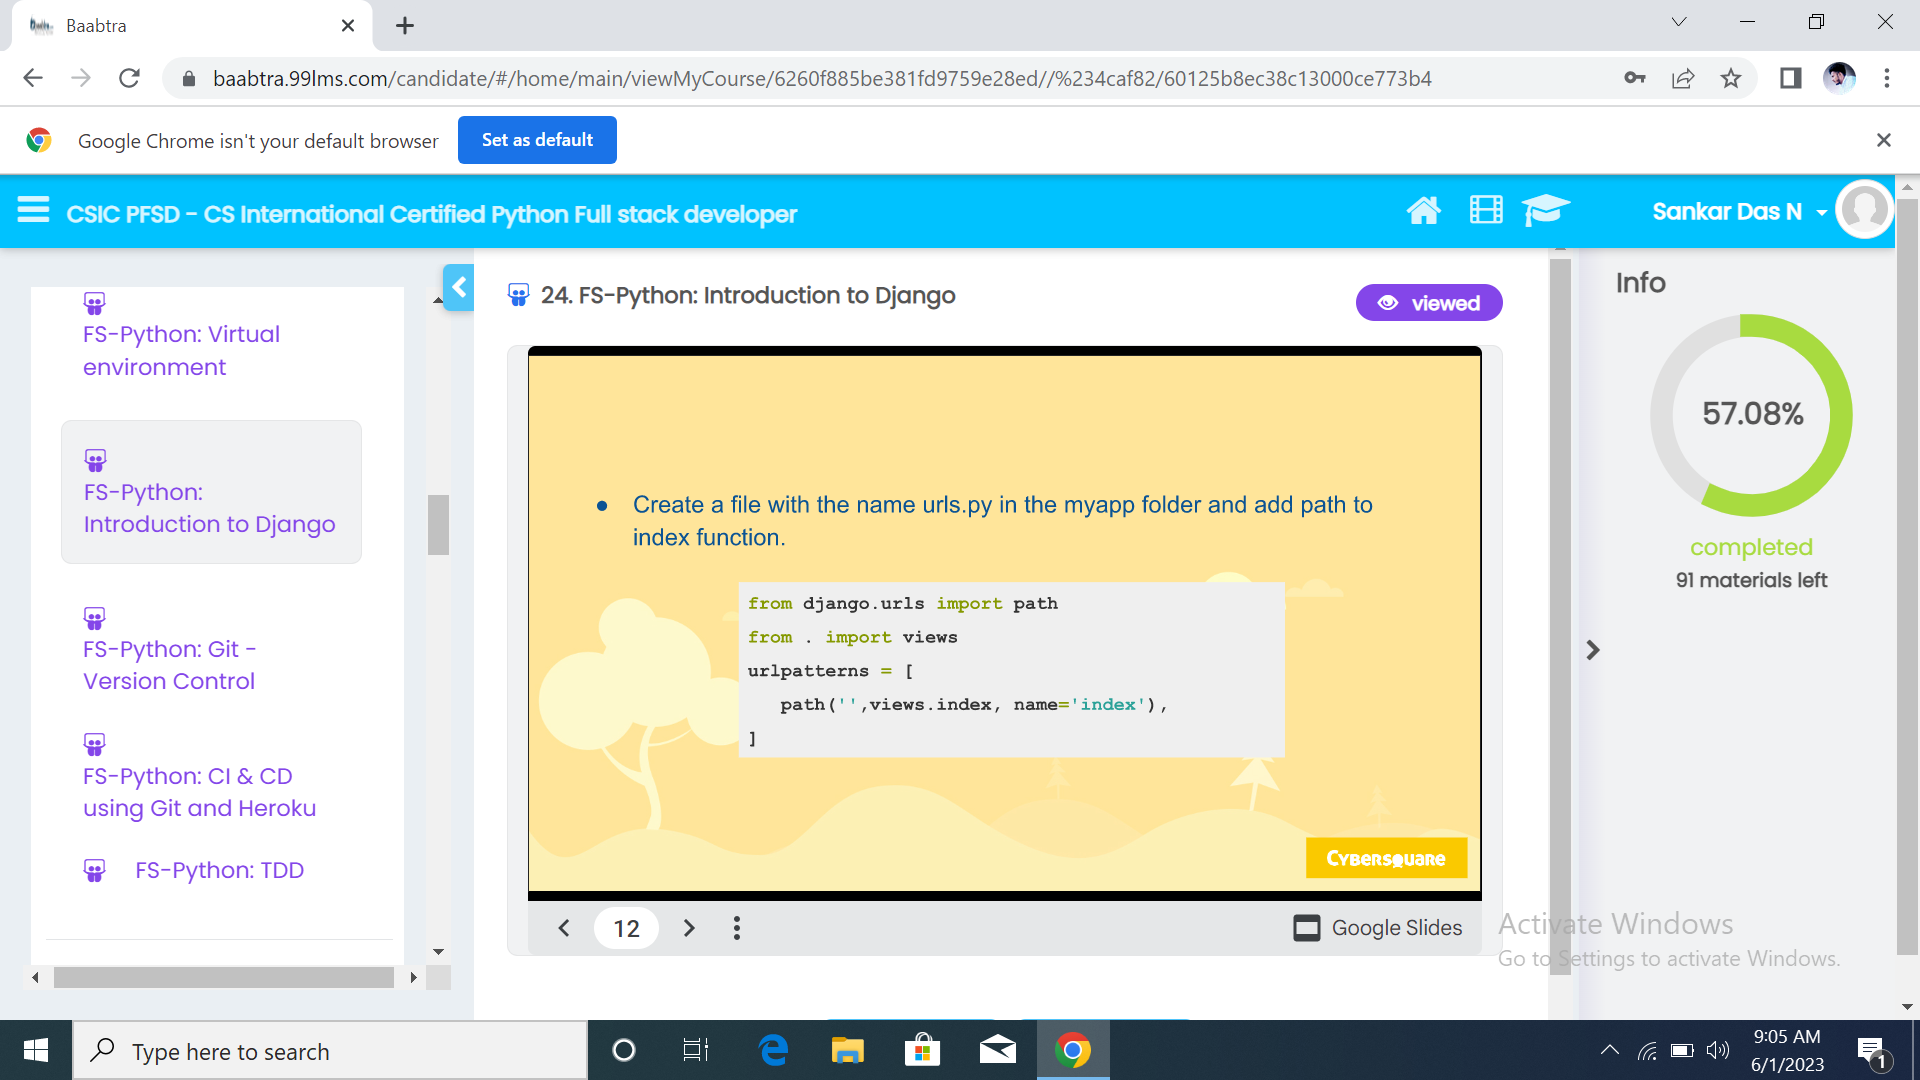 Baabtra
baabtra.99lms.com/candidate/#/home/main/viewMyCourse/6260f885be381fd9759e28ed//%234caf82/60125b8ec38c13000ce773b4
Google Chrome isn't your default browser
Set as default
CSIC PFSD - CS International Certified Python Full stack developer
Sankar Das N
FS-Python: Virtual
environment
FS-Python:
Introduction to Django
FS-Python: Git -
Version Control
FS-Python: CI & CD
using Git and Heroku
FS-Python: TDD
24. FS-Python: Introduction to Django
viewed
● Create a file with the name urls.py in the myapp folder and add path to
index function.
from django.urls import path
from . import views
urlpatterns = [
path('',views.index, name='index'),
]
CYBERSQUARE
12
Google Slides
Info
57.08%
completed
91 materials left
Activate Windows
Go to Settings to activate Windows.
Type here to search
9:05 AM
6/1/2023
1